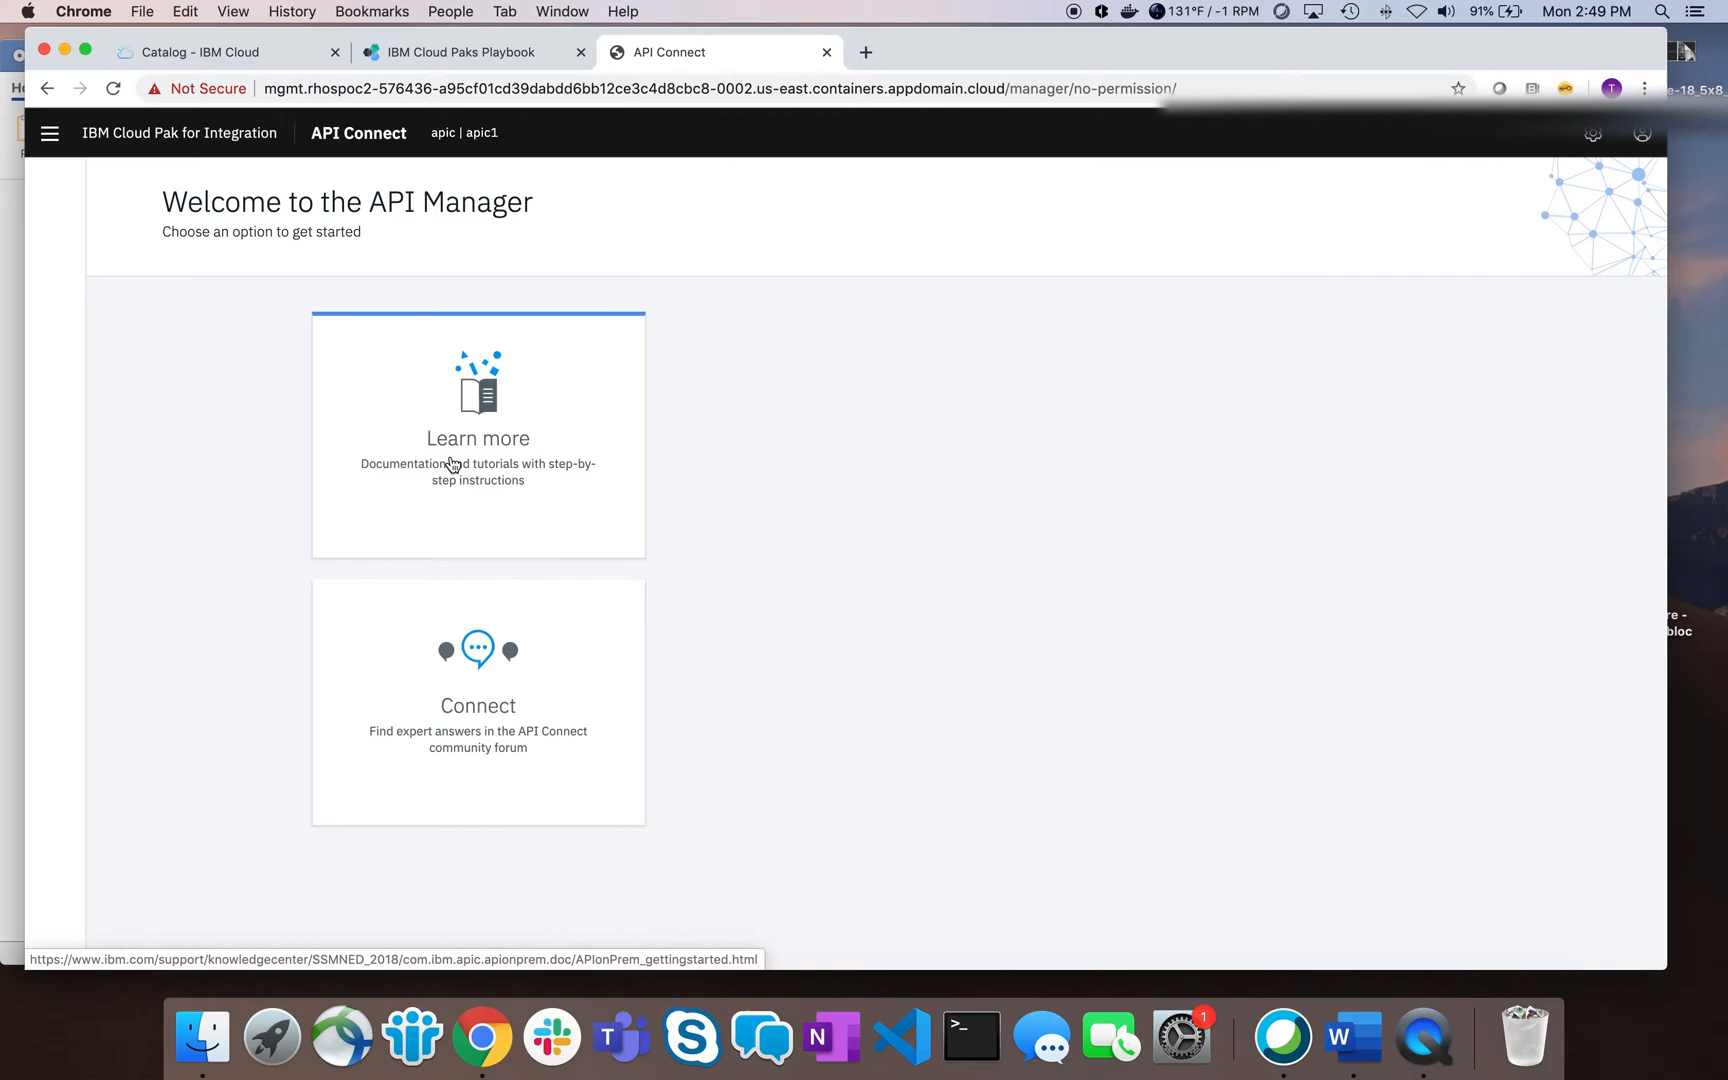 Chrome File Edit View History Bookmarks People Tab Window Help
131°F / -1 RPM 91% Mon 2:49 PM
Catalog - IBM Cloud
IBM Cloud Paks Playbook
API Connect
Not Secure mgmt.rhospoc2-576436-a95cf01cd39dabdd6bb12ce3c4d8cbc8-0002.us-east.containers.appdomain.cloud/manager/no-permission/
T
e-18_5x8_
IBM Cloud Pak for Integration API Connect apic | apic1
Welcome to the API Manager
Choose an option to get started
Learn more
Documentation and tutorials with step-by-
step instructions
Connect
Find expert answers in the API Connect
community forum
re -
bloc
https://www.ibm.com/support/knowledgecenter/SSMNED_2018/com.ibm.apic.apionprem.doc/APIonPrem_gettingstarted.html
T
S
N
>_
1
W